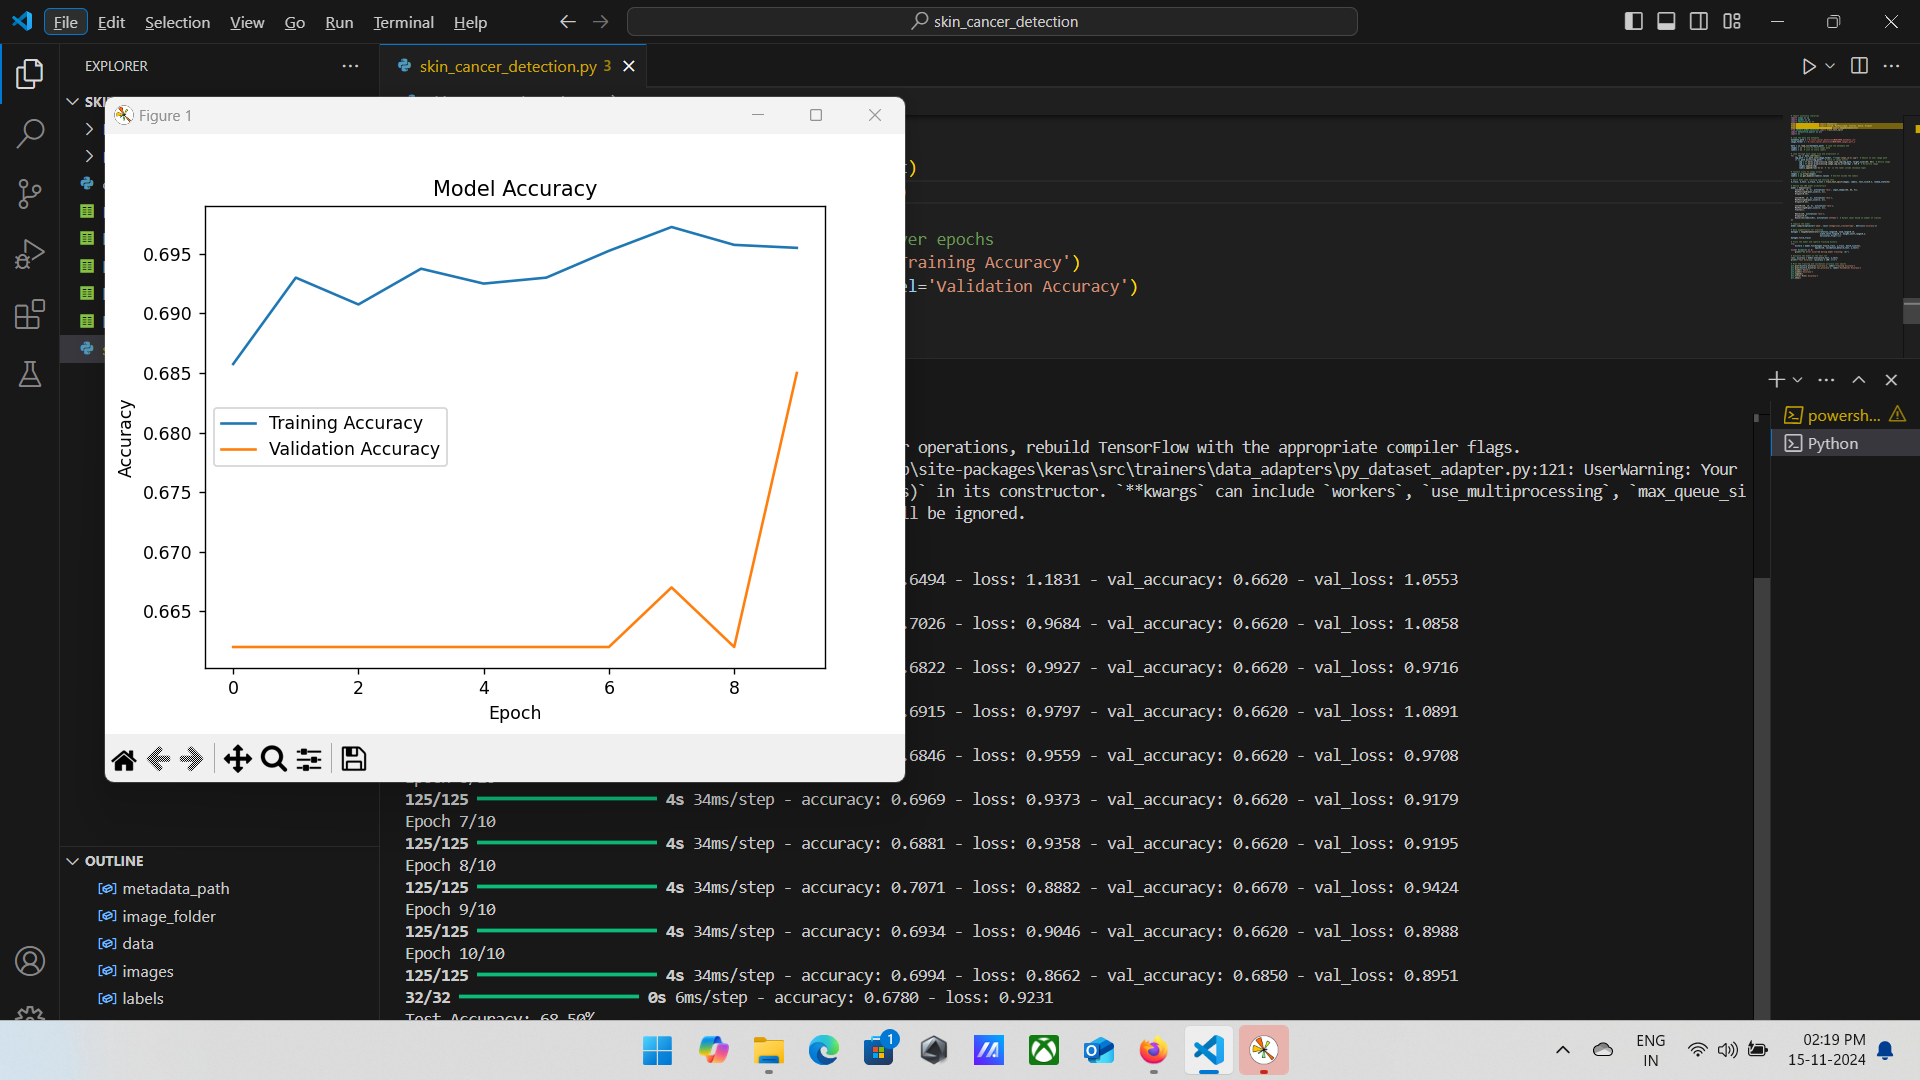 File Edit Selection View Go Run Terminal Help
skin_cancer_detection
EXPLORER
skin_cancer_detection.py 3
Figure 1
Model Accuracy
0.695
0.690
0.685
0.680
0.675
0.670
0.665
Accuracy
Training Accuracy
Validation Accuracy
0 2 4 6 8
Epoch
epochs
Training Accuracy')
='Validation Accuracy')
operations, rebuild TensorFlow with the appropriate compiler flags.
\site-packages\keras\src\trainers\data_adapters\py_dataset_adapter.py:121: UserWarning: Your
)` in its constructor. `**kwargs` can include `workers`, `use_multiprocessing`, `max_queue_si
be ignored.
.6494 - loss: 1.1831 - val_accuracy: 0.6620 - val_loss: 1.0553
.7026 - loss: 0.9684 - val_accuracy: 0.6620 - val_loss: 1.0858
.6822 - loss: 0.9927 - val_accuracy: 0.6620 - val_loss: 0.9716
.6915 - loss: 0.9797 - val_accuracy: 0.6620 - val_loss: 1.0891
.6846 - loss: 0.9559 - val_accuracy: 0.6620 - val_loss: 0.9708
125/125 4s 34ms/step - accuracy: 0.6969 - loss: 0.9373 - val_accuracy: 0.6620 - val_loss: 0.9179
Epoch 7/10
125/125 4s 34ms/step - accuracy: 0.6881 - loss: 0.9358 - val_accuracy: 0.6620 - val_loss: 0.9195
Epoch 8/10
125/125 4s 34ms/step - accuracy: 0.7071 - loss: 0.8882 - val_accuracy: 0.6670 - val_loss: 0.9424
Epoch 9/10
125/125 4s 34ms/step - accuracy: 0.6934 - loss: 0.9046 - val_accuracy: 0.6620 - val_loss: 0.8988
Epoch 10/10
125/125 4s 34ms/step - accuracy: 0.6994 - loss: 0.8662 - val_accuracy: 0.6850 - val_loss: 0.8951
32/32 0s 6ms/step - accuracy: 0.6780 - loss: 0.9231
Test Accuracy: 68.50%
powersh...
Python
OUTLINE
metadata_path
image_folder
data
images
labels
1
ENG
IN
02:19 PM
15-11-2024